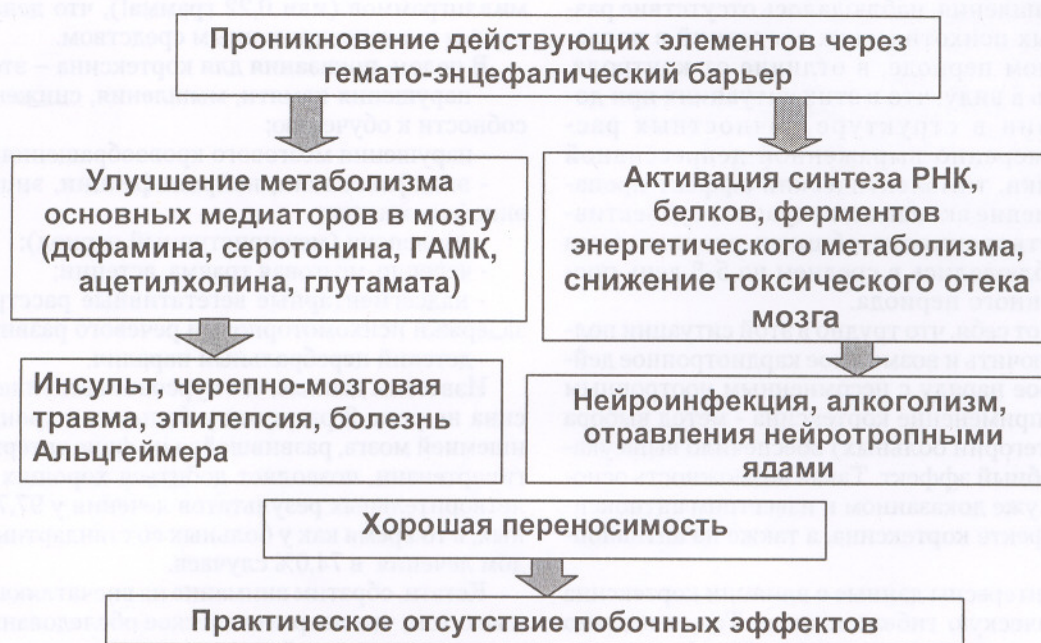 Проникновение действующих элементов через
гемато-энцефалический барьер
Улучшение метаболизма
основных медиаторов в мозгу
(дофамина, серотонина, ГАМК,
ацетилхолина, глутамата)
Активация синтеза РНК,
белков, ферментов
энергетического метаболизма,
снижение токсического отека
мозга
Инсульт, черепно-мозговая
травма, эпилепсия, болезнь
Альцгеймера
Нейроинфекция, алкоголизм,
отравления нейротропными
ядами
Хорошая переносимость
Практическое отсутствие побочных эффектов